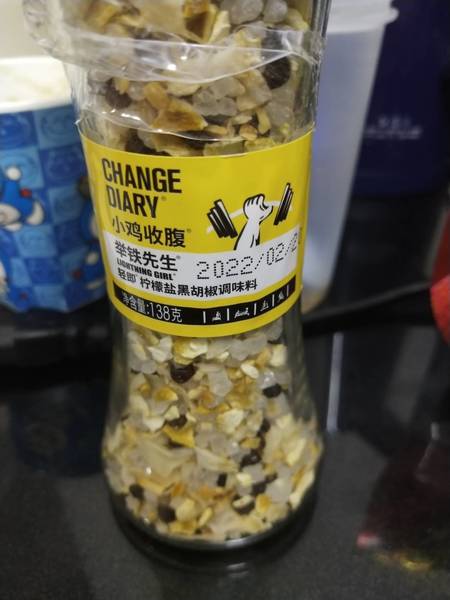 CHANGE
DIARY®
小鸡收腹®
举铁先生®
LIGHTNING GIRL®
2022/02/2
轻即®柠檬盐黑胡椒调味料
净含量:138克